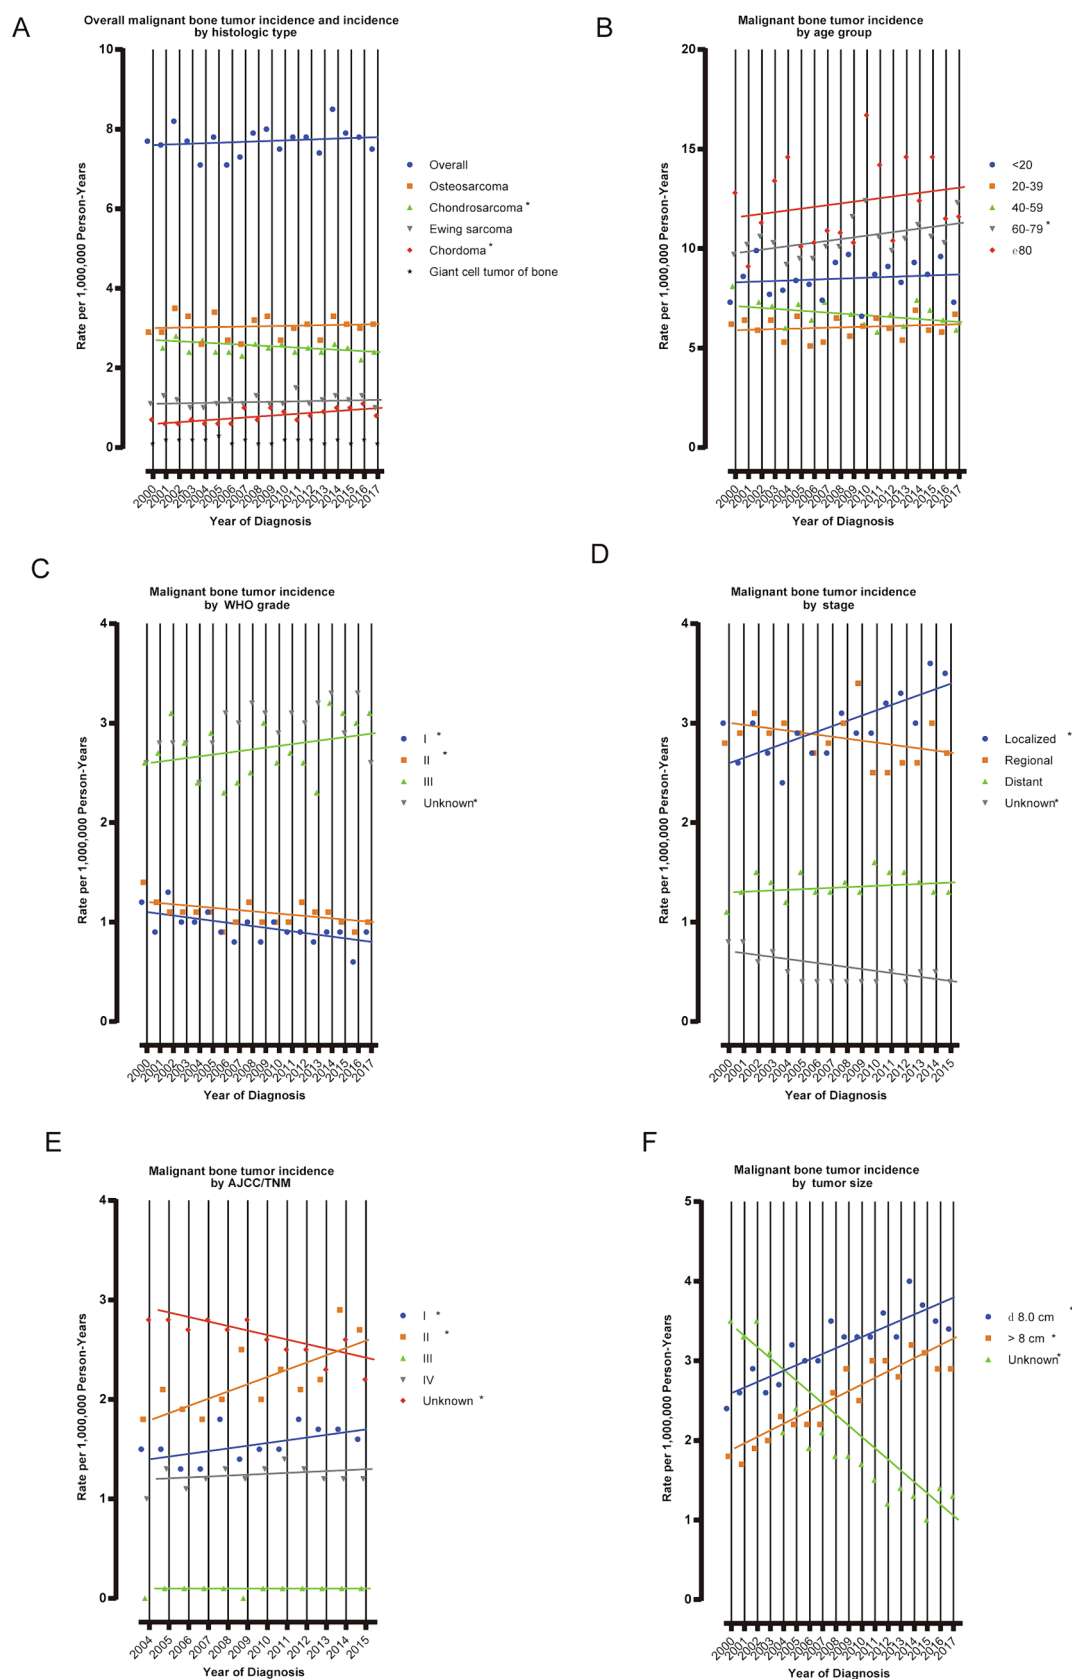 A
Overall malignant bone tumor incidence and incidence
by histologic type
10
8
6
4
2
0
Rate per 1,000,000 Person-Years
2000 2001 2002 2003 2004 2005 2006 2007 2008 2009 2010 2011 2012 2013 2014 2015 2016 2017
Year of Diagnosis
Overall
Osteosarcoma
Chondrosarcoma *
Ewing sarcoma
Chordoma *
Giant cell tumor of bone
B
Malignant bone tumor incidence
by age group
20
15
10
5
0
Rate per 1,000,000 Person-Years
2000 2001 2002 2003 2004 2005 2006 2007 2008 2009 2010 2011 2012 2013 2014 2015 2016 2017
Year of Diagnosis
<20
20-39
40-59
60-79 *
e80
C
Malignant bone tumor incidence
by WHO grade
4
3
2
1
0
Rate per 1,000,000 Person-Years
2000 2001 2002 2003 2004 2005 2006 2007 2008 2009 2010 2011 2012 2013 2014 2015 2016 2017
Year of Diagnosis
I *
II *
III
Unknown*
D
Malignant bone tumor incidence
by stage
4
3
2
1
0
Rate per 1,000,000 Person-Years
2000 2001 2002 2003 2004 2005 2006 2007 2008 2009 2010 2011 2012 2013 2014 2015
Year of Diagnosis
Localized *
Regional
Distant
Unknown*
E
Malignant bone tumor incidence
by AJCC/TNM
4
3
2
1
0
Rate per 1,000,000 Person-Years
2004 2005 2006 2007 2008 2009 2010 2011 2012 2013 2014 2015
Year of Diagnosis
I *
II *
III
IV
Unknown *
F
Malignant bone tumor incidence
by tumor size
5
4
3
2
1
0
Rate per 1,000,000 Person-Years
2000 2001 2002 2003 2004 2005 2006 2007 2008 2009 2010 2011 2012 2013 2014 2015 2016 2017
Year of Diagnosis
d 8.0 cm *
> 8 cm *
Unknown*